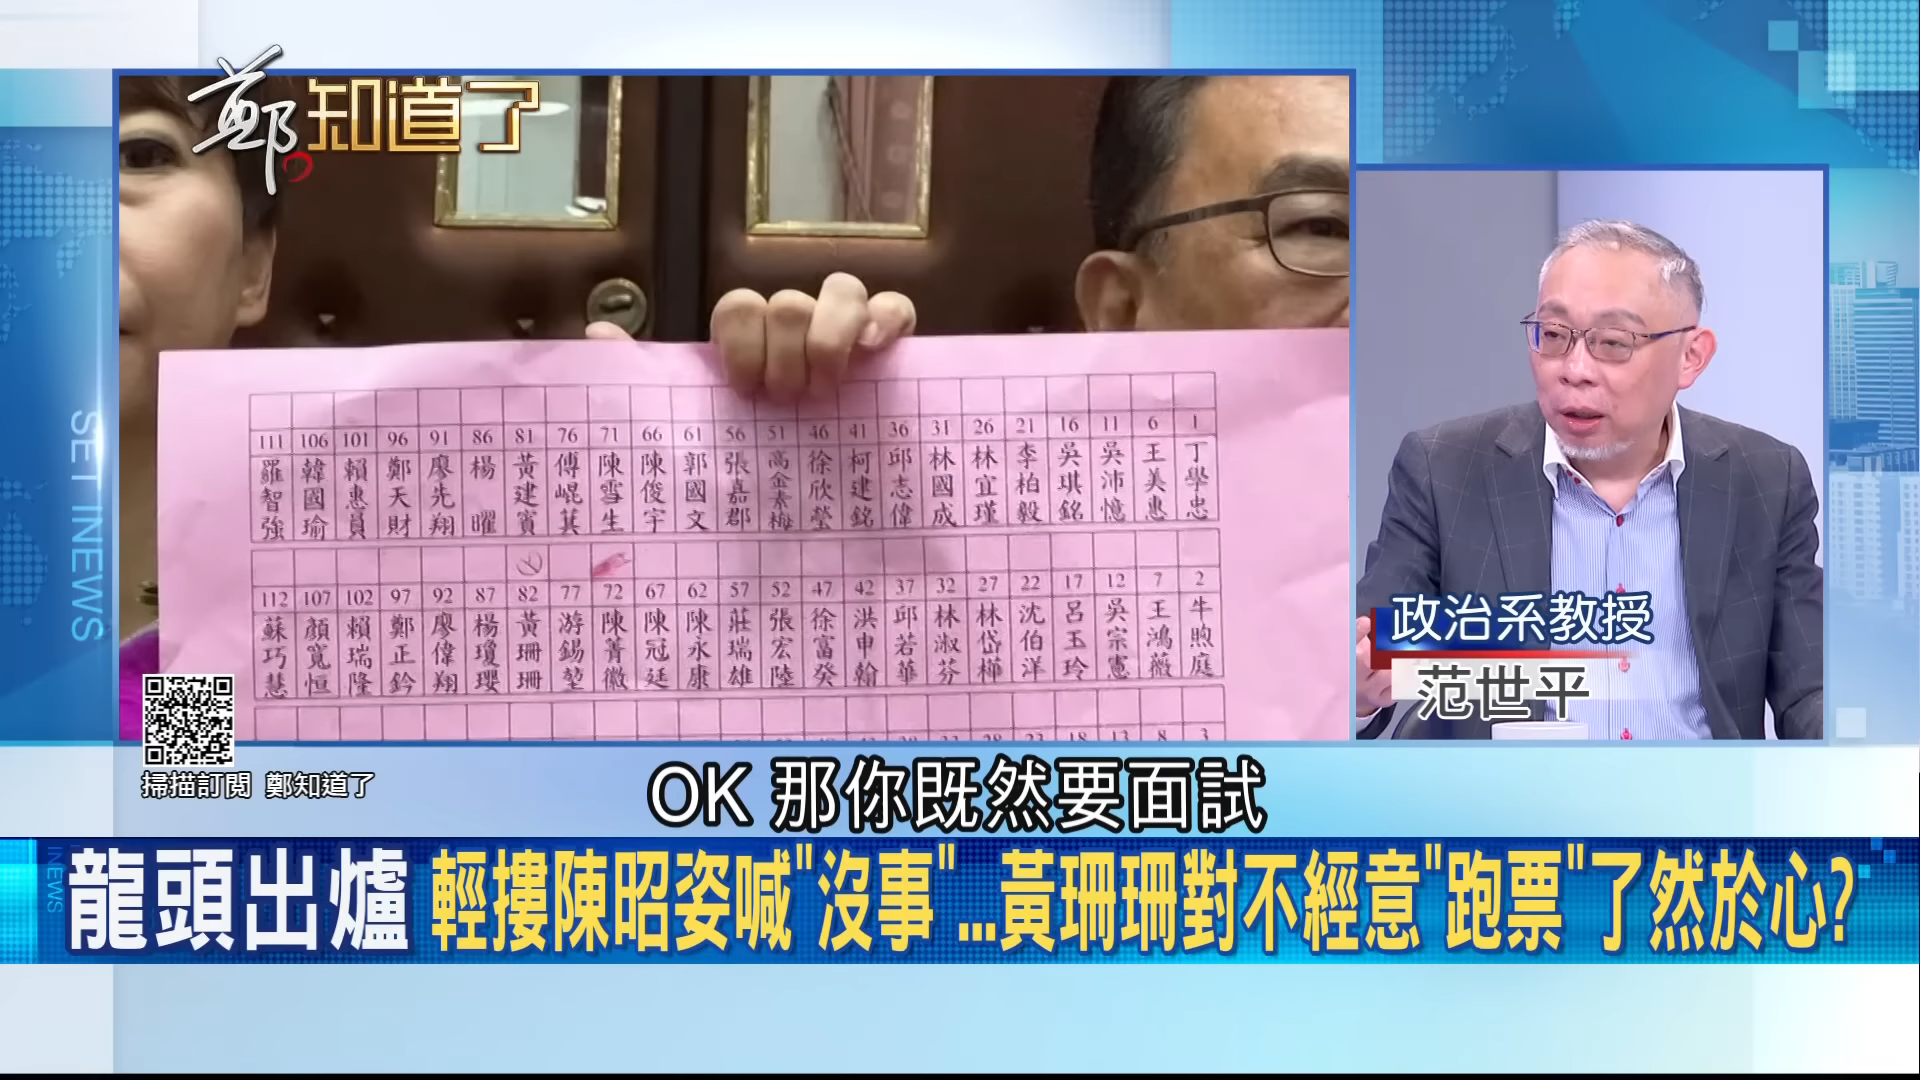 鄭知道了
111 106 101 96 91 86 81 76 71 66 61 56 51 46 41 36 31 26 21 16 11 6 1
羅智強 韓國瑜 賴惠員 鄭天財 廖先翔 楊曜 黃建賓 傅崐萁 陳雪生 陳俊宇 郭國文 張嘉郡 高金素梅 徐欣瑩 柯建銘 邱志偉 林國成 林宜瑾 李柏毅 吳琪銘 吳沛憶 王美惠 丁學忠
112 107 102 97 92 87 82 77 72 67 62 57 52 47 42 37 32 27 22 17 12 7 2
蘇巧慧 顏寬恒 賴瑞隆 鄭正鈐 廖偉翔 楊瓊瓔 黃珊珊 游錫堃 陳菁徽 陳冠廷 陳永康 莊瑞雄 張宏陸 徐富癸 洪申翰 邱若華 林淑芬 林岱樺 沈伯洋 呂玉玲 吳宗憲 王鴻薇 牛煦庭
SET INEWS
政治系教授
范世平
掃描訂閱 鄭知道了
OK 那你既然要面試
INEWS
龍頭出爐 輕摟陳昭姿喊"沒事"...黃珊珊對不經意"跑票"了然於心?